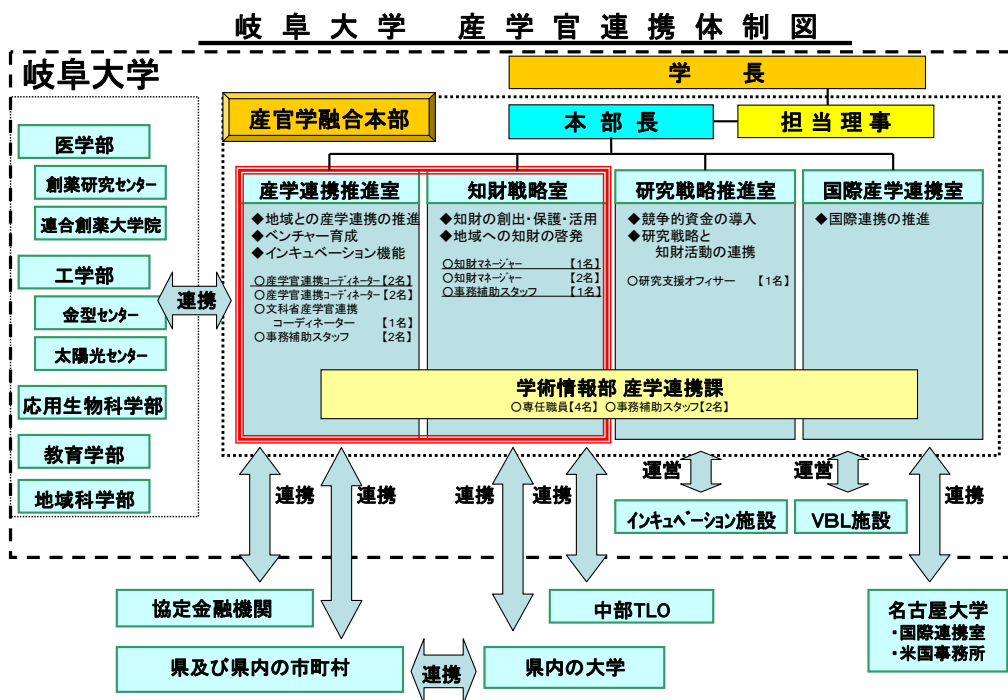 岐阜大学 産学官連携体制図
岐阜大学
学 長
産官学融合本部
本部長
担当理事
医学部
創薬研究センター
連合創薬大学院
工学部
金型センター
太陽光センター
応用生物科学部
教育学部
地域科学部
連携
産学連携推進室
◆地域との産学連携の推進
◆ベンチャー育成
◆インキュベーション機能
○産学官連携コーディネーター【2名】
○産学官連携コーディネーター【2名】
○文科省産学官連携
コーディネーター 【1名】
○事務補助スタッフ 【2名】
知財戦略室
◆知財の創出・保護・活用
◆地域への知財の啓発
○知財マネージャー 【1名】
○知財マネージャー 【2名】
○事務補助スタッフ 【1名】
研究戦略推進室
◆競争的資金の導入
◆研究戦略と
知財活動の連携
○研究支援オフィサー 【1名】
国際産学連携室
◆国際連携の推進
学術情報部 産学連携課
○専任職員【4名】 ○事務補助スタッフ【2名】
連携
連携
連携
連携
運営
運営
連携
インキュベーション施設
VBL施設
協定金融機関
中部TLO
名古屋大学
・国際連携室
・米国事務所
県及び県内の市町村
連携
県内の大学